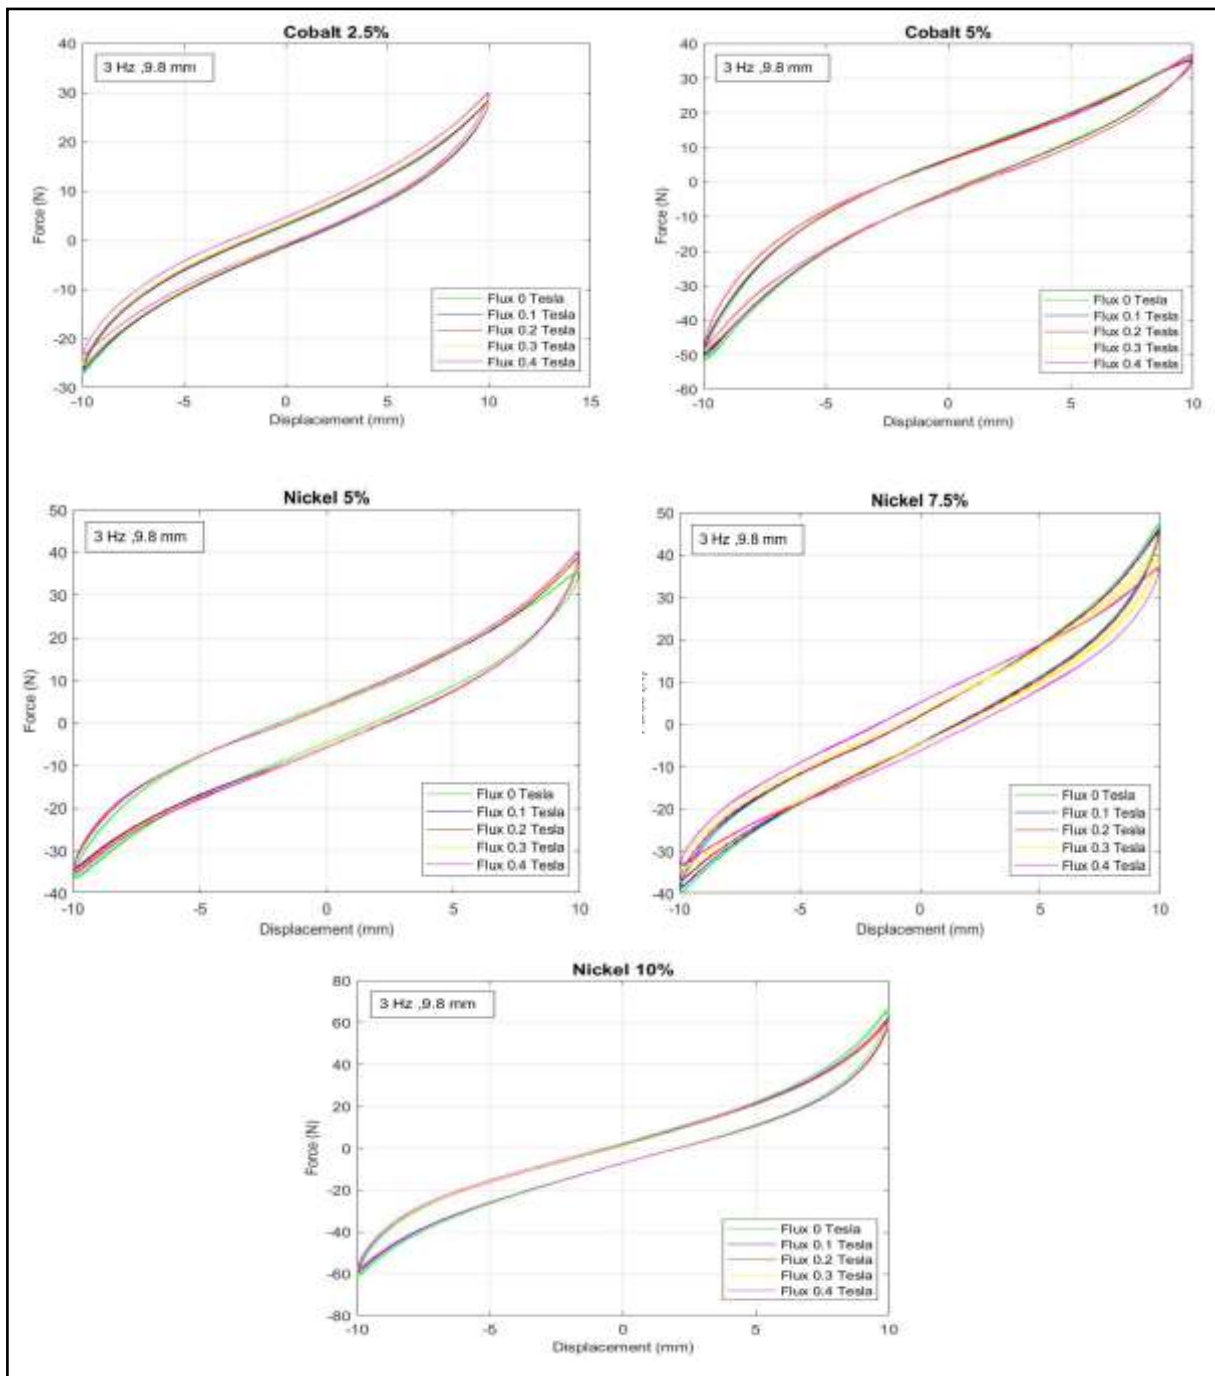 Cobalt 2.5%
40
30
20
10
0
-10
-20
-30
Force (N)
3 Hz ,9.8 mm
Flux 0 Tesla
Flux 0.1 Tesla
Flux 0.2 Tesla
Flux 0.3 Tesla
Flux 0.4 Tesla
-10 -5 0 5 10 15
Displacement (mm)
Cobalt 5%
40
30
20
10
0
-10
-20
-30
-40
-50
-60
Force (N)
3 Hz ,9.8 mm
Flux 0 Tesla
Flux 0.1 Tesla
Flux 0.2 Tesla
Flux 0.3 Tesla
Flux 0.4 Tesla
-10 -5 0 5 10
Displacement (mm)
Nickel 5%
50
40
30
20
10
0
-10
-20
-30
-40
Force (N)
3 Hz ,9.8 mm
Flux 0 Tesla
Flux 0.1 Tesla
Flux 0.2 Tesla
Flux 0.3 Tesla
Flux 0.4 Tesla
-10 -5 0 5 10
Displacement (mm)
Nickel 7.5%
50
40
30
20
10
0
-10
-20
-30
-40
3 Hz ,9.8 mm
Flux 0 Tesla
Flux 0.1 Tesla
Flux 0.2 Tesla
Flux 0.3 Tesla
Flux 0.4 Tesla
-10 -5 0 5 10
Displacement (mm)
Nickel 10%
80
60
40
20
0
-20
-40
-60
-80
Force (N)
3 Hz ,9.8 mm
Flux 0 Tesla
Flux 0.1 Tesla
Flux 0.2 Tesla
Flux 0.3 Tesla
Flux 0.4 Tesla
-10 -5 0 5 10
Displacement (mm)